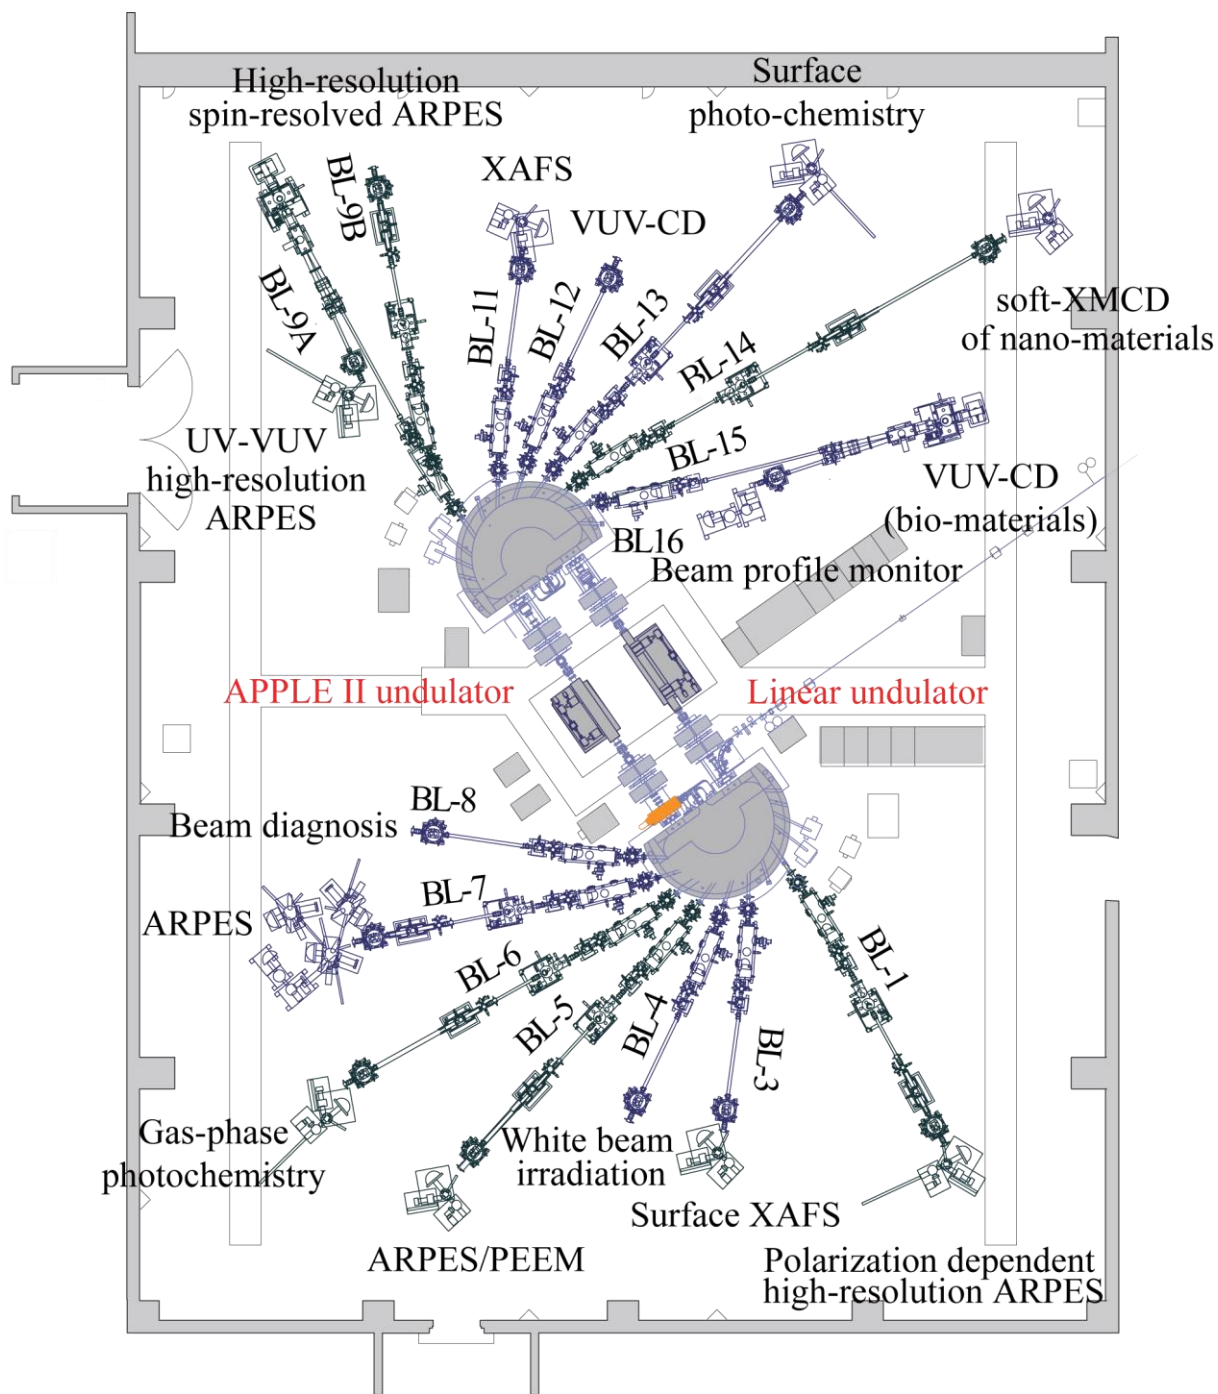 High-resolution
spin-resolved ARPES
Surface
photo-chemistry
XAFS
VUV-CD
BL-9B
BL-9A
BL-11
BL-12
BL-13
BL-14
BL-15
soft-XMCD
of nano-materials
UV-VUV
high-resolution
ARPES
VUV-CD
(bio-materials)
BL16
Beam profile monitor
APPLE II undulator
Linear undulator
BL-8
Beam diagnosis
BL-7
ARPES
BL-6
BL-5
BL-4
BL-3
BL-1
Gas-phase
photochemistry
White beam
irradiation
Surface XAFS
ARPES/PEEM
Polarization dependent
high-resolution ARPES